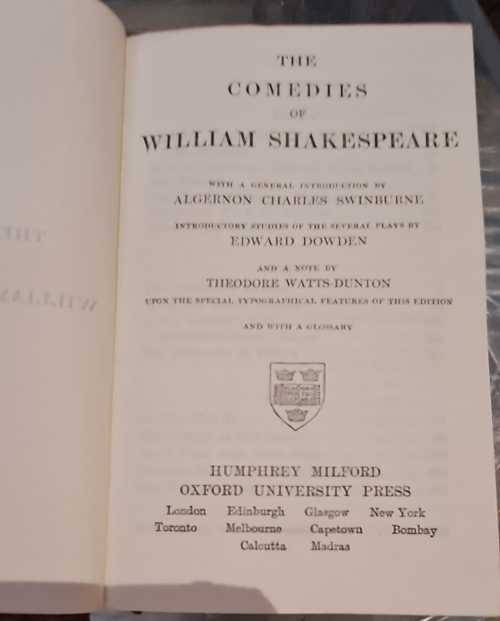 THE
COMEDIES
OF
WILLIAM SHAKESPEARE
WITH A GENERAL INTRODUCTION BY
ALGERNON CHARLES SWINBURNE
INTRODUCTORY STUDIES OF THE SEVERAL PLAYS BY
EDWARD DOWDEN
AND A NOTE BY
THEODORE WATTS-DUNTON
UPON THE SPECIAL TYPOGRAPHICAL FEATURES OF THIS EDITION
AND WITH A GLOSSARY
HUMPHREY MILFORD
OXFORD UNIVERSITY PRESS
London Edinburgh Glasgow New York
Toronto Melbourne Capetown Bombay
Calcutta Madras